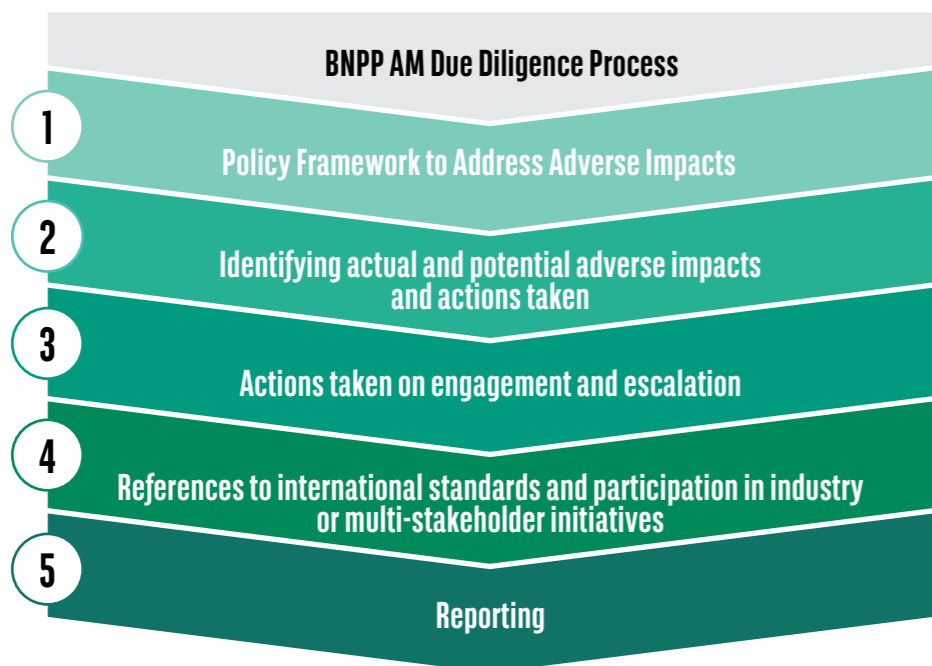 BNPP AM Due Diligence Process
1
Policy Framework to Address Adverse Impacts
2
Identifying actual and potential adverse impacts
and actions taken
3
Actions taken on engagement and escalation
4
References to international standards and participation in industry
or multi-stakeholder initiatives
5
Reporting